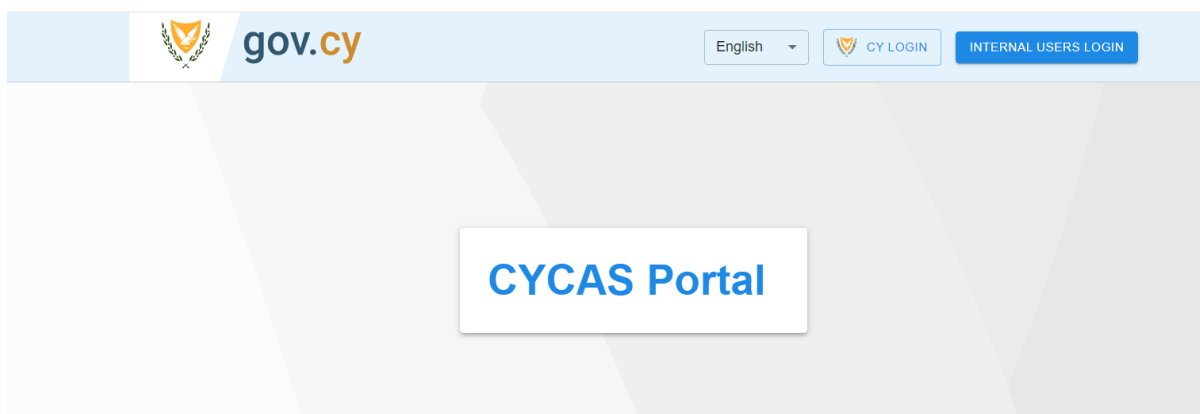 gov.cy
English
CY LOGIN
INTERNAL USERS LOGIN
CYCAS Portal